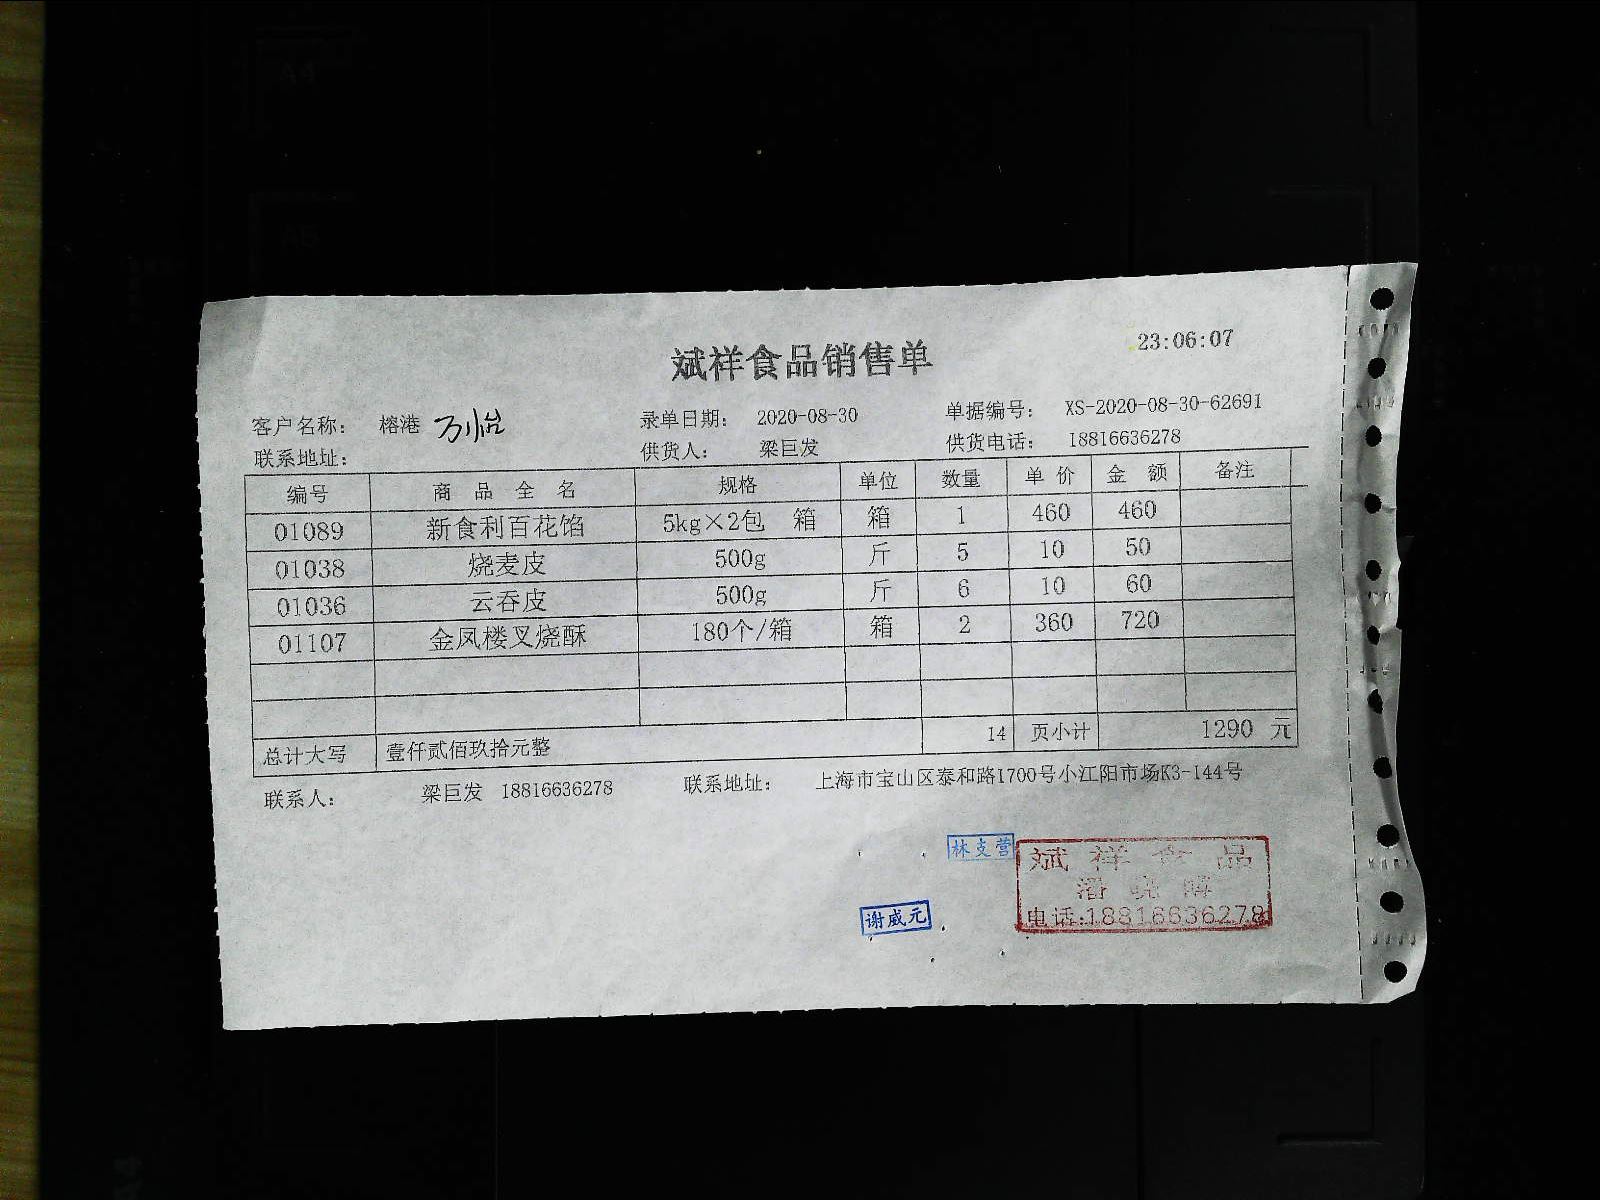 A4
A5
23:06:07
斌祥食品销售单
客户名称: 榕港 万怡 录单日期: 2020-08-30 单据编号: XS-2020-08-30-62691
联系地址: 供货人: 梁巨发 供货电话: 18816636278
编号 商品全名 规格 单位 数量 单价 金额 备注
01089 新食利百花馅 5kg×2包 箱 箱 1 460 460
01038 烧麦皮 500g 斤 5 10 50
01036 云吞皮 500g 斤 6 10 60
01107 金凤楼叉烧酥 180个/箱 箱 2 360 720
总计大写 壹仟贰佰玖拾元整 14 页小计 1290 元
联系人: 梁巨发 18816636278 联系地址: 上海市宝山区泰和路1700号小江阳市场K3-144号
林支营
斌祥食品
电话:18816636278
谢威元